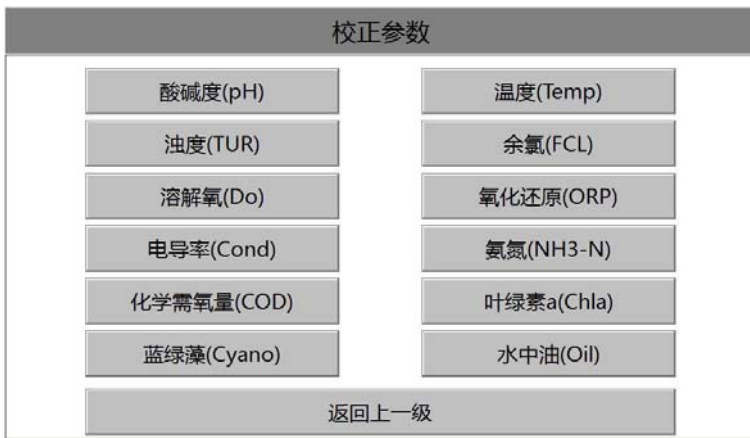 校正参数
酸碱度(pH) 温度(Temp)
浊度(TUR) 余氯(FCL)
溶解氧(Do) 氧化还原(ORP)
电导率(Cond) 氨氮(NH3-N)
化学需氧量(COD) 叶绿素a(Chla)
蓝绿藻(Cyano) 水中油(Oil)
返回上一级